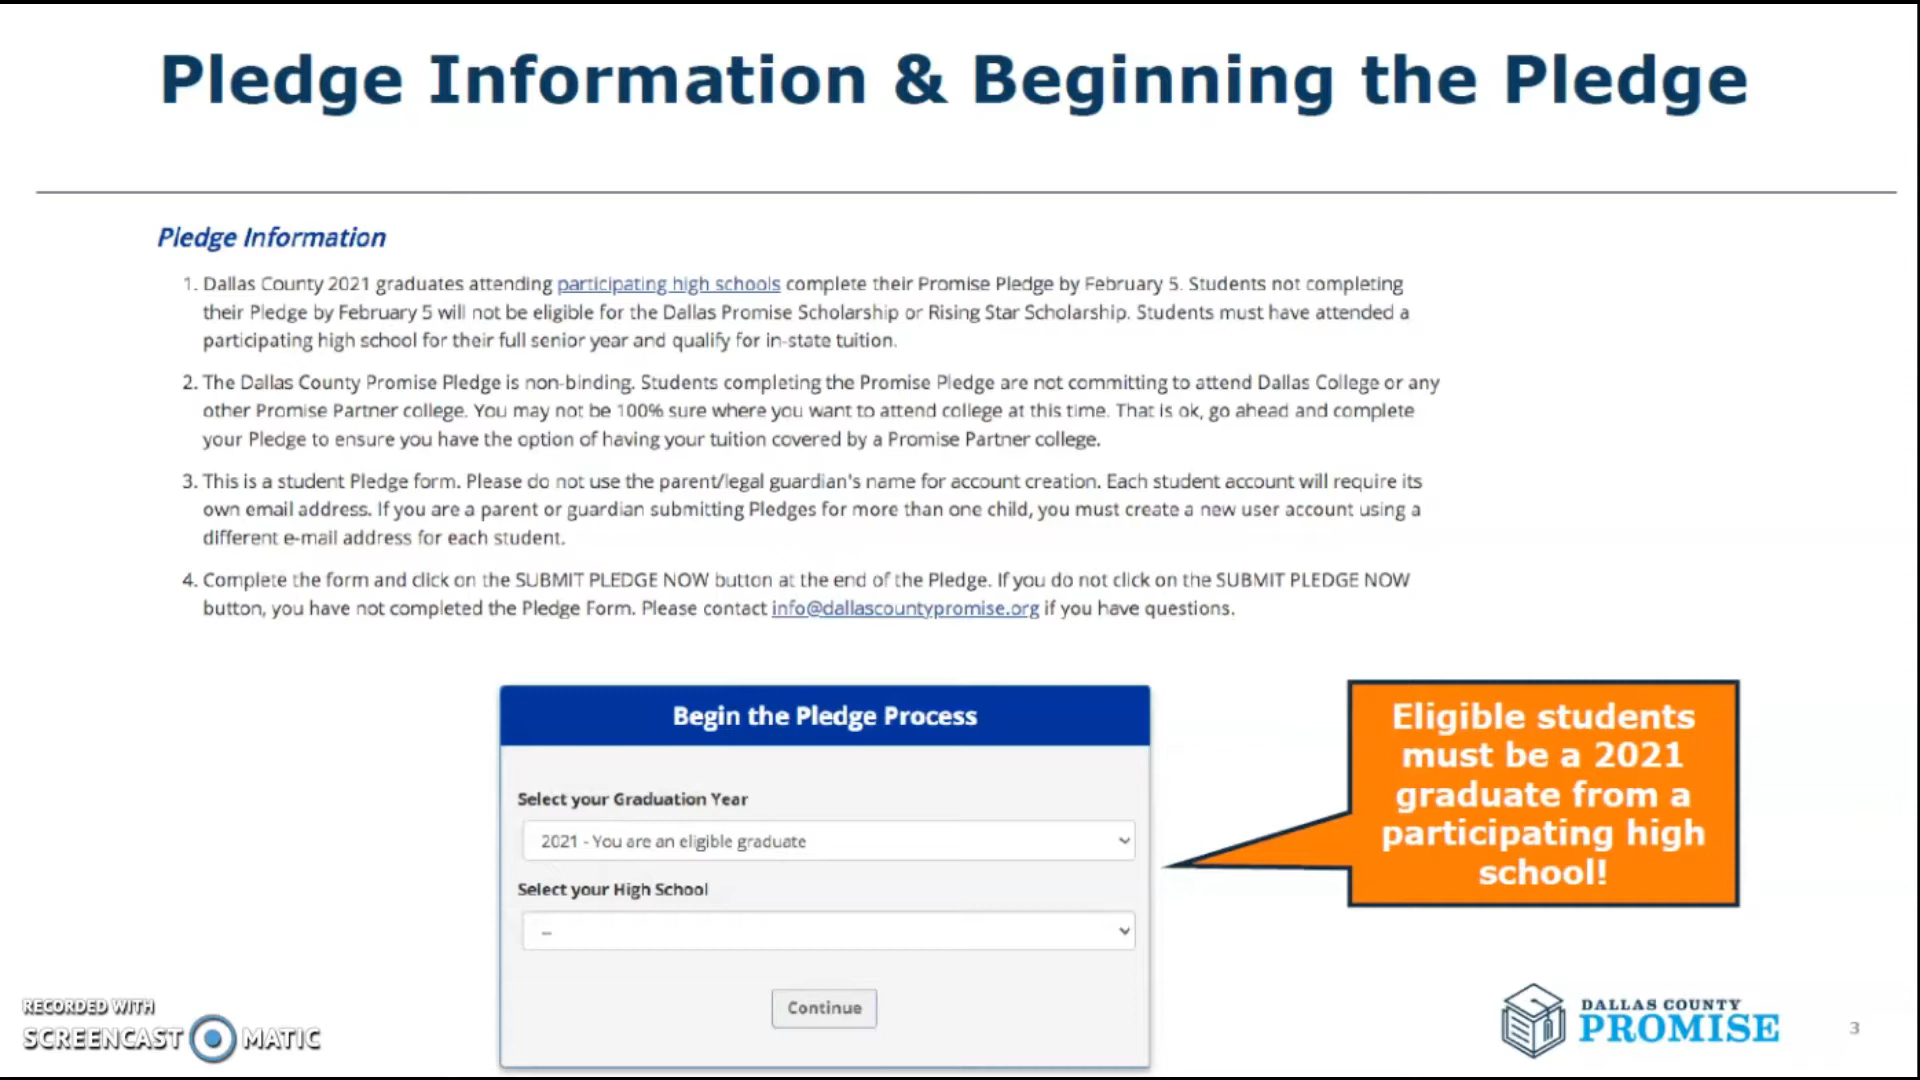 Pledge Information & Beginning the Pledge
Pledge Information
1. Dallas County 2021 graduates attending participating high schools complete their Promise Pledge by February 5. Students not completing
their Pledge by February 5 will not be eligible for the Dallas Promise Scholarship or Rising Star Scholarship. Students must have attended a
participating high school for their full senior year and qualify for in-state tuition.
2. The Dallas County Promise Pledge is non-binding. Students completing the Promise Pledge are not committing to attend Dallas College or any
other Promise Partner college. You may not be 100% sure where you want to attend college at this time. That is ok, go ahead and complete
your Pledge to ensure you have the option of having your tuition covered by a Promise Partner college.
3. This is a student Pledge form. Please do not use the parent/legal guardian's name for account creation. Each student account will require its
own email address. If you are a parent or guardian submitting Pledges for more than one child, you must create a new user account using a
different e-mail address for each student.
4. Complete the form and click on the SUBMIT PLEDGE NOW button at the end of the Pledge. If you do not click on the SUBMIT PLEDGE NOW
button, you have not completed the Pledge Form. Please contact info@dallascountypromise.org if you have questions.
Begin the Pledge Process
Select your Graduation Year
2021 - You are an eligible graduate
Select your High School
--
Continue
Eligible students
must be a 2021
graduate from a
participating high
school!
RECORDED WITH
SCREENCAST MATIC
DALLAS COUNTY
PROMISE
3